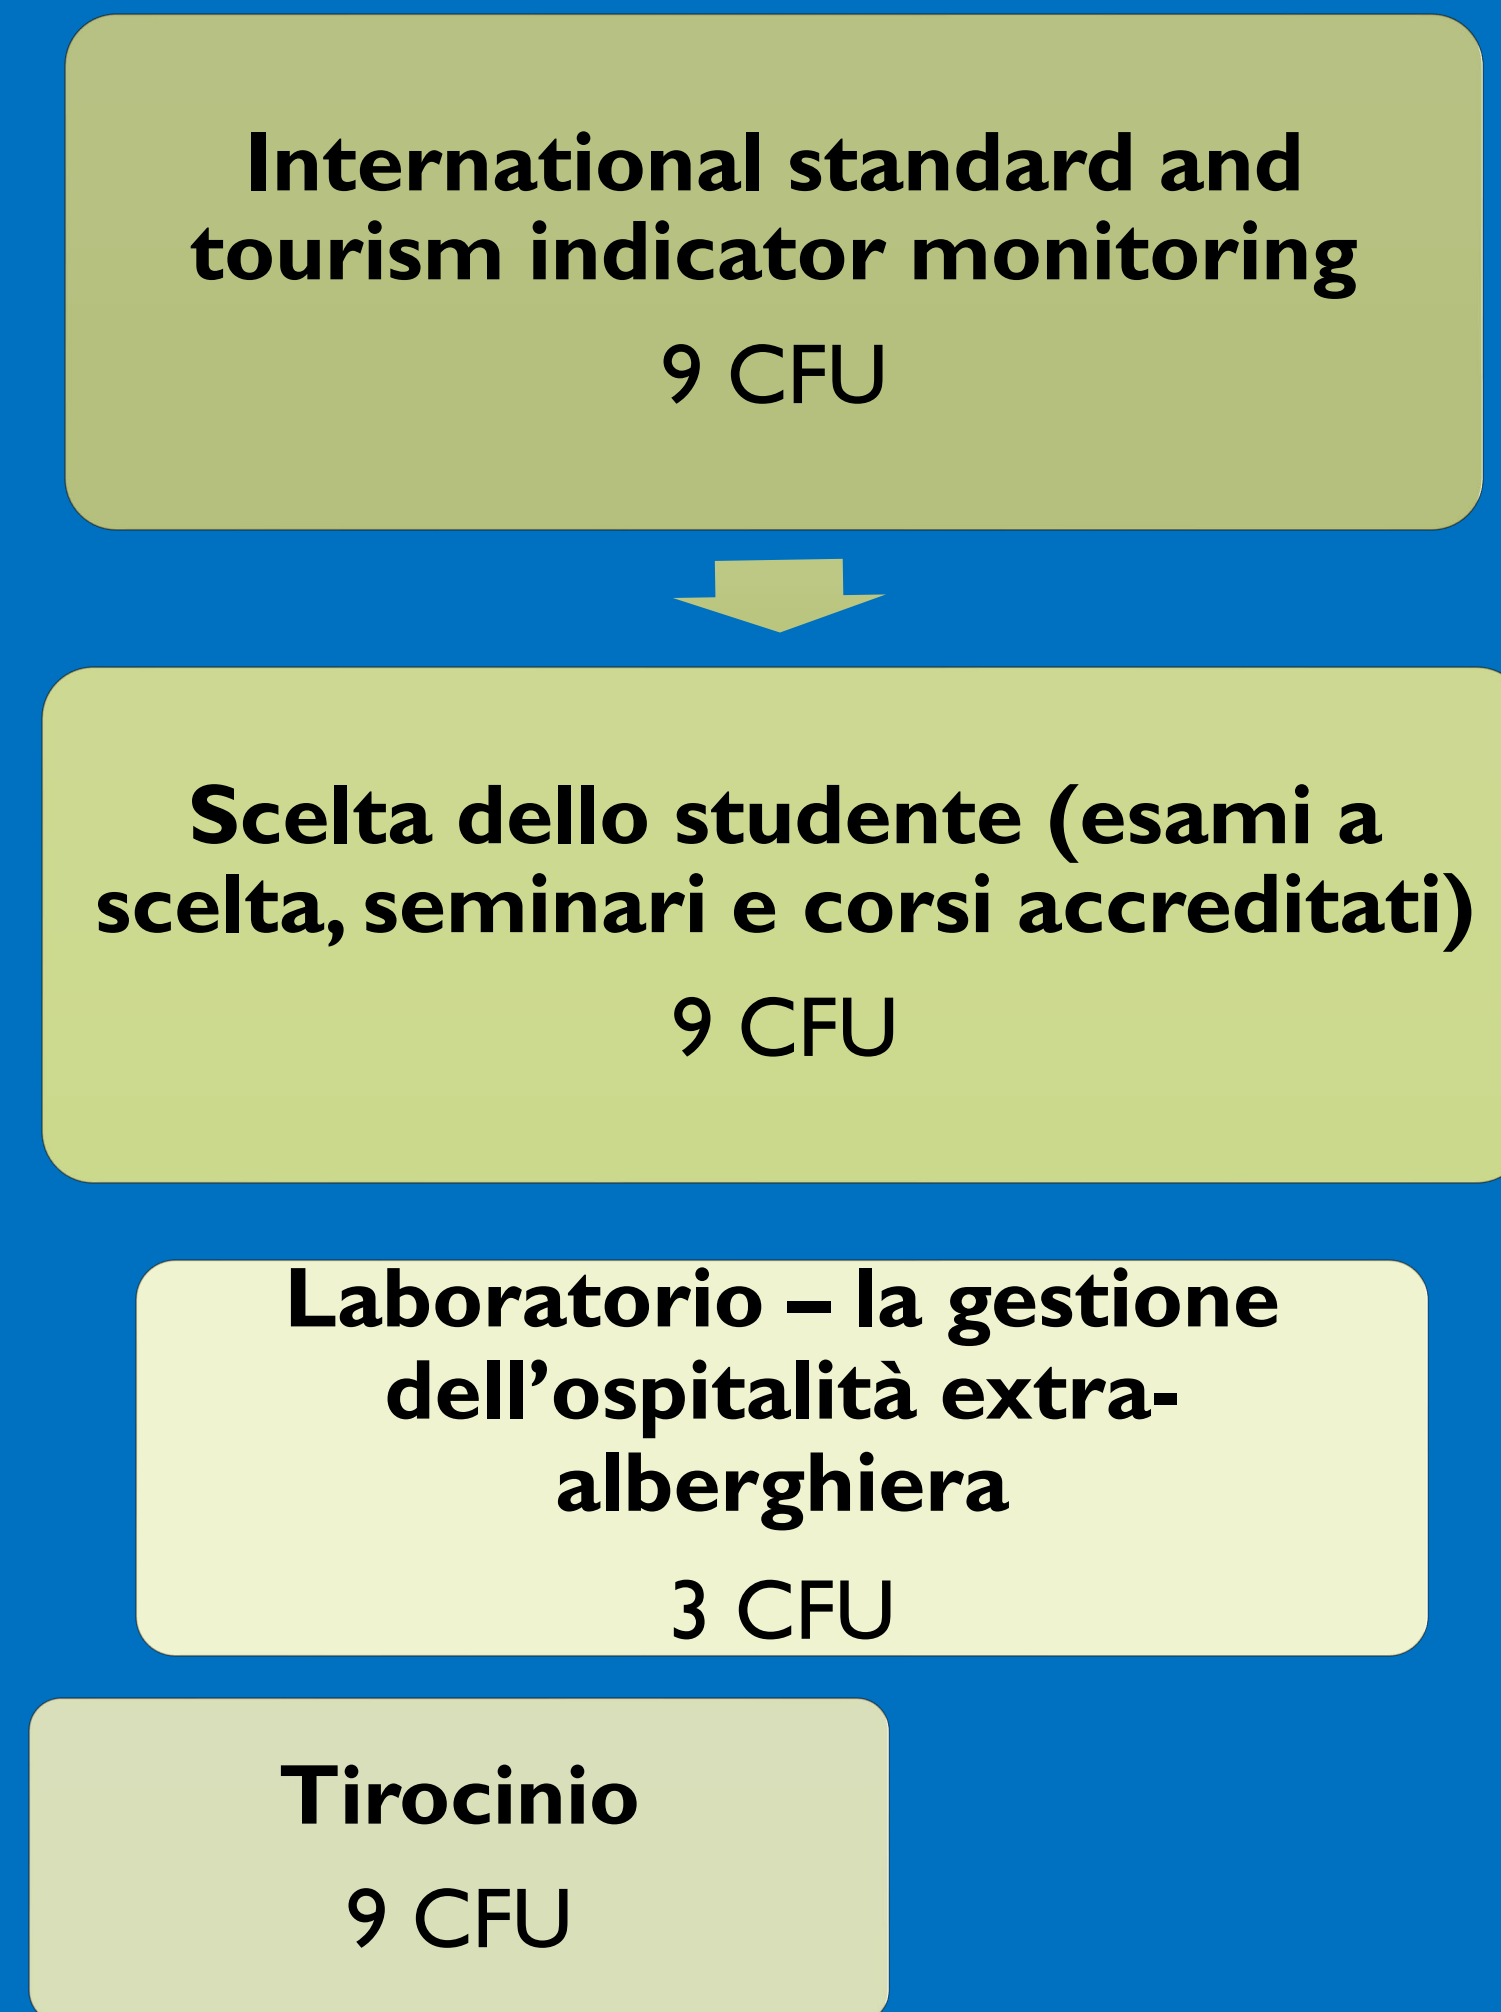 International standard and
tourism indicator monitoring
9 CFU
Scelta dello studente (esami a
scelta, seminari e corsi accreditati)
9 CFU
Laboratorio – la gestione
dell’ospitalità extra-
alberghiera
3 CFU
Tirocinio
9 CFU